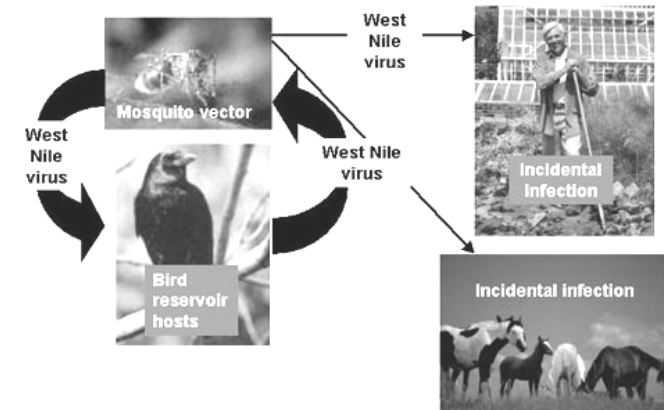 West
Nile
virus
Mosquito vector
West
Nile
virus
West Nile
virus
Incidental
infection
Bird
reservoir
hosts
Incidental infection